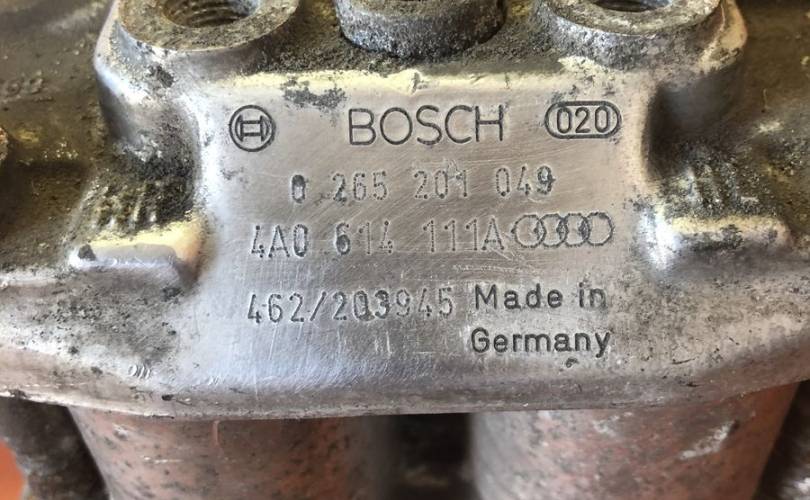 BOSCH 020
0 265 201 049
4A0 614 111A
462/203945 Made in
Germany